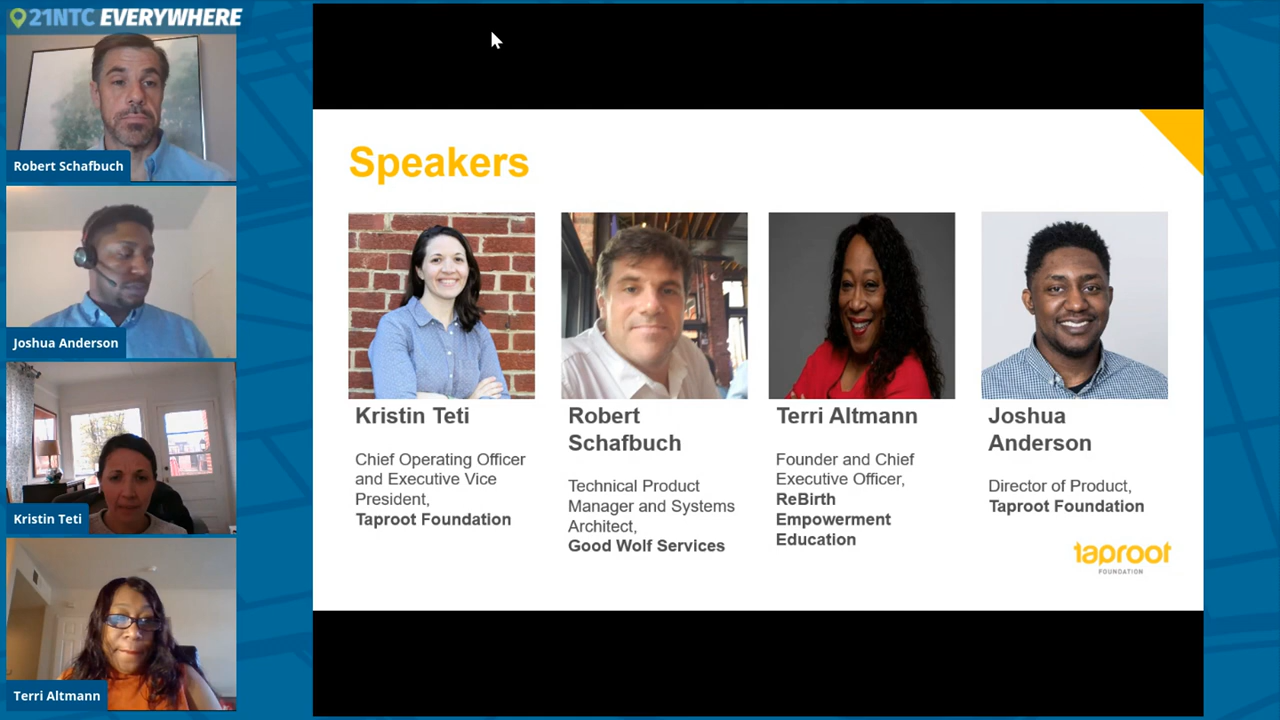 21NTC EVERYWHERE
Robert Schafbuch
Joshua Anderson
Kristin Teti
Terri Altmann
Speakers
Kristin Teti
Chief Operating Officer
and Executive Vice
President,
Taproot Foundation
Robert
Schafbuch
Technical Product
Manager and Systems
Architect,
Good Wolf Services
Terri Altmann
Founder and Chief
Executive Officer,
ReBirth
Empowerment
Education
Joshua
Anderson
Director of Product,
Taproot Foundation
taproot
FOUNDATION